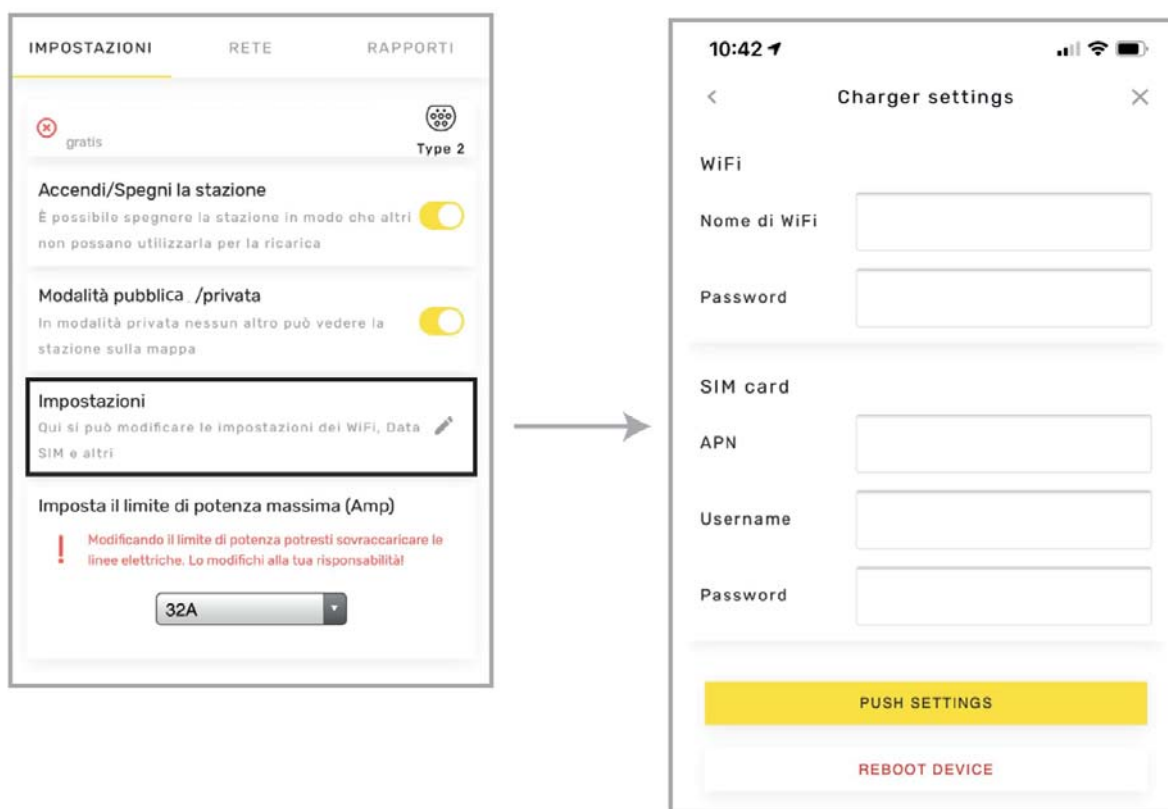 IMPOSTAZIONI RETE RAPPORTI
gratis
Type 2
Accendi/Spegni la stazione
È possibile spegnere la stazione in modo che altri
non possano utilizzarla per la ricarica
Modalità pubblica /privata
In modalità privata nessun altro può vedere la
stazione sulla mappa
Impostazioni
Qui si può modificare le impostazioni dei WiFi, Data
SIM e altri
Imposta il limite di potenza massima (Amp)
Modificando il limite di potenza potresti sovraccaricare le
linee elettriche. Lo modifichi alla tua risponsabilità!
32A
10:42
Charger settings
WiFi
Nome di WiFi
Password
SIM card
APN
Username
Password
PUSH SETTINGS
REBOOT DEVICE